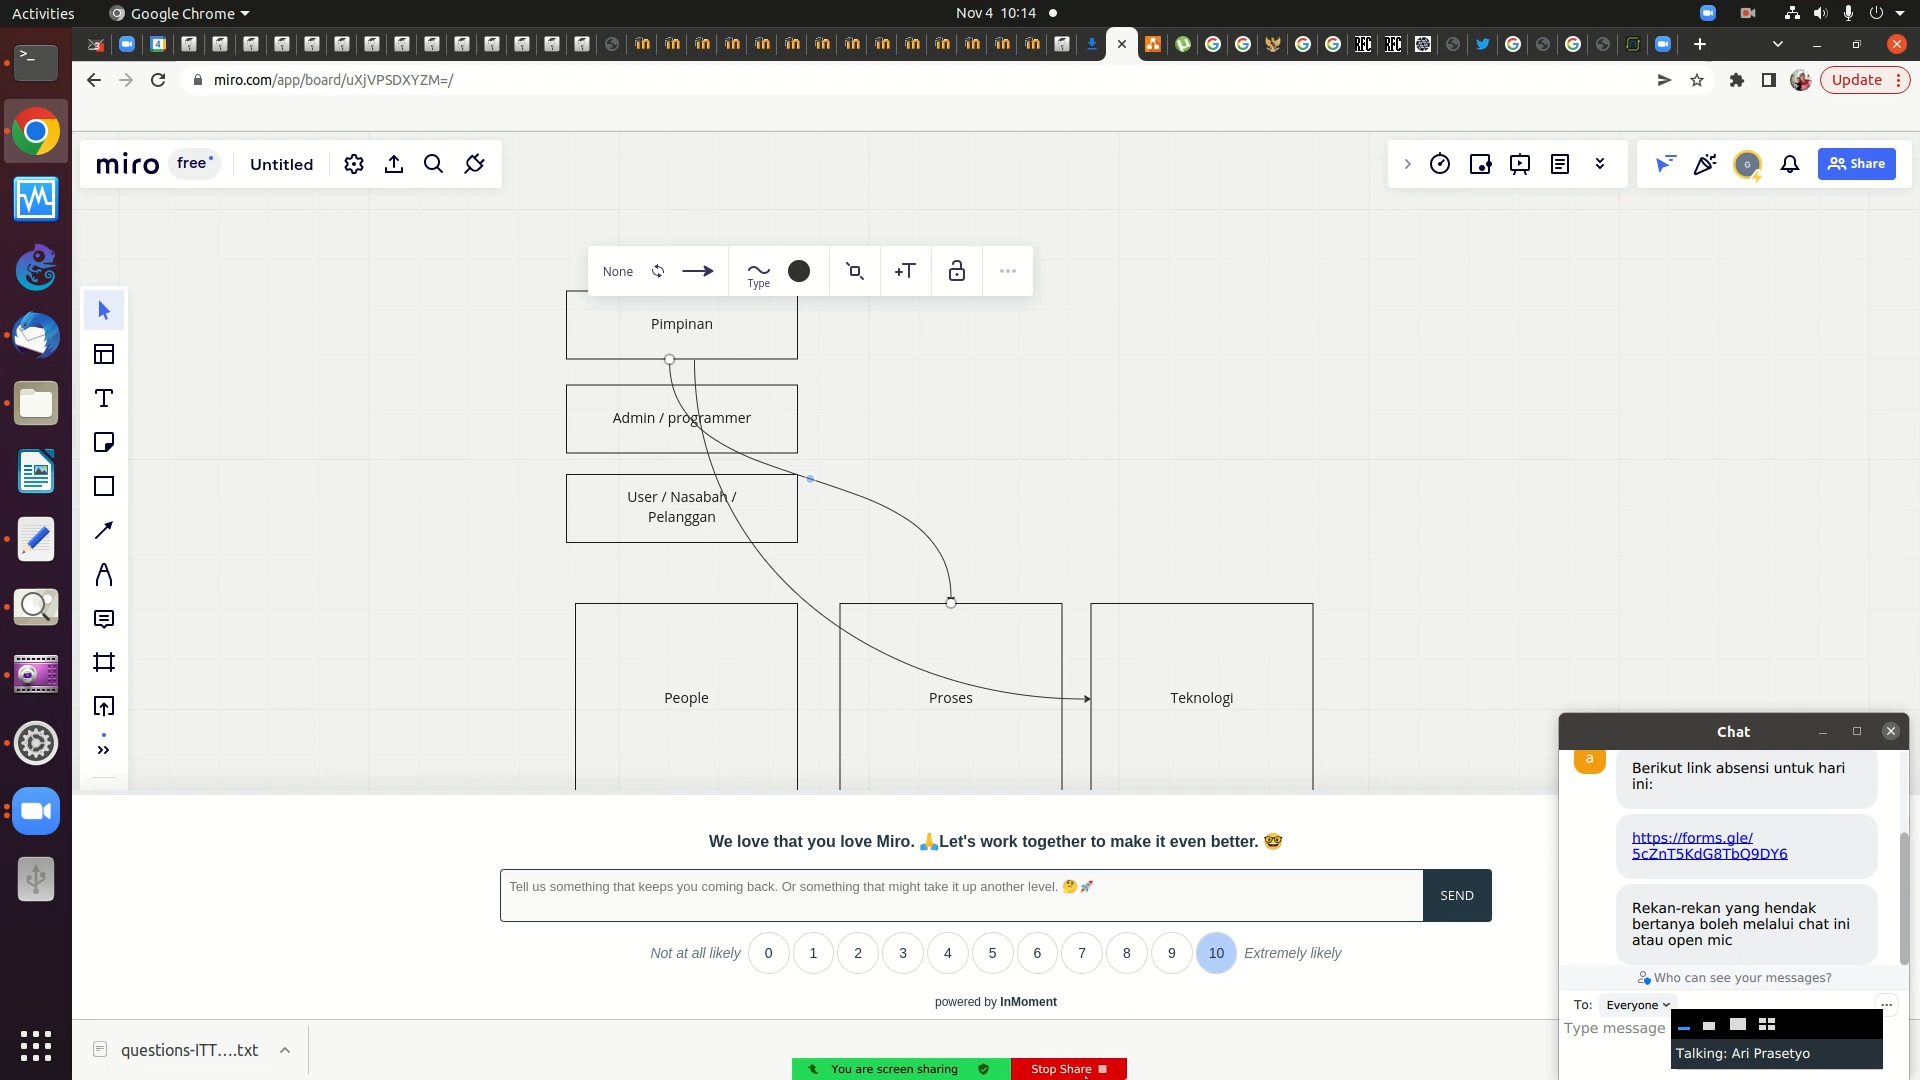 Activities
Google Chrome
Nov 4 10:14
miro.com/app/board/uXjVPSDXYZM=/
Update
miro
free
Untitled
Share
None
Type
+T
Pimpinan
Admin / programmer
User / Nasabah /
Pelanggan
People
Proses
Teknologi
Chat
a
Berikut link absensi untuk hari
ini:
https://forms.gle/
5cZnT5KdG8TbQ9DY6
Rekan-rekan yang hendak
bertanya boleh melalui chat ini
atau open mic
Who can see your messages?
To: Everyone
Type message
Talking: Ari Prasetyo
We love that you love Miro. 🙏Let's work together to make it even better. 🤓
Tell us something that keeps you coming back. Or something that might take it up another level. 🤔🚀
SEND
Not at all likely 0 1 2 3 4 5 6 7 8 9 10 Extremely likely
powered by InMoment
questions-ITT....txt
You are screen sharing
Stop Share